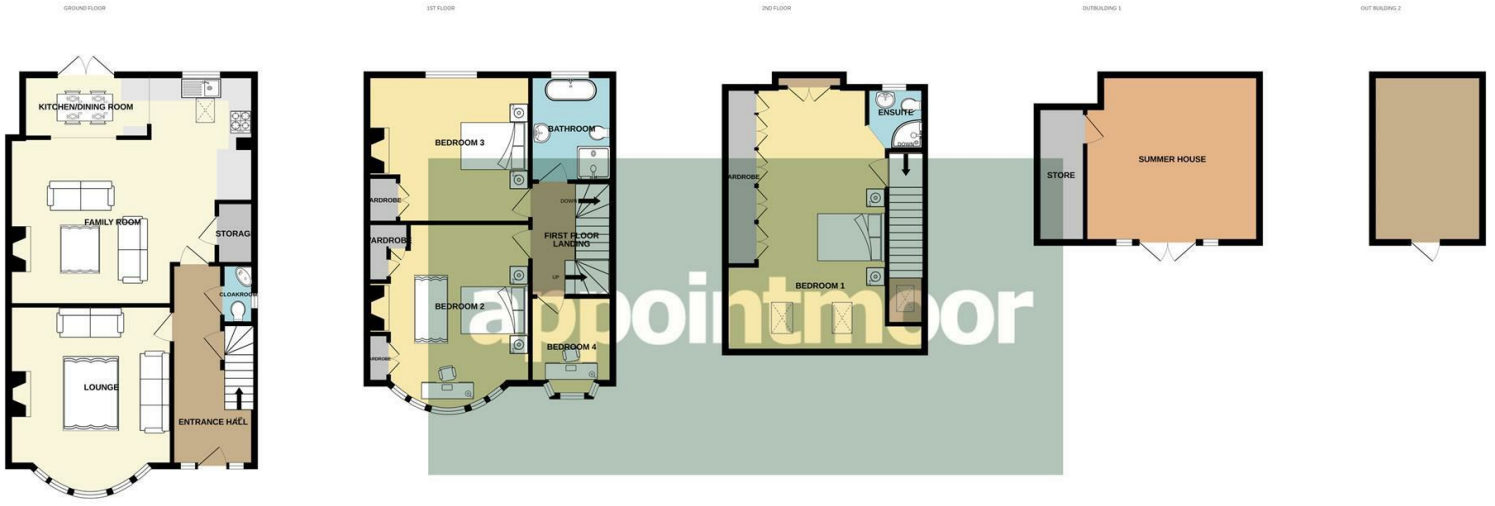 GROUND FLOOR
1ST FLOOR
2ND FLOOR
OUTBUILDING 1
OUT BUILDING 2
KITCHEN/DINING ROOM
FAMILY ROOM
STORAG
CLOAKROOM
LOUNGE
ENTRANCE HALL
BEDROOM 3
BATHROOM
ARDROBE
DOWN
FIRST FLOOR
LANDING
WARDROBE
UP
BEDROOM 2
BEDROOM 4
ARDROBE
ENSUITE
DOWN
ARDROBE
BEDROOM 1
STORE
SUMMER HOUSE
appointmoor